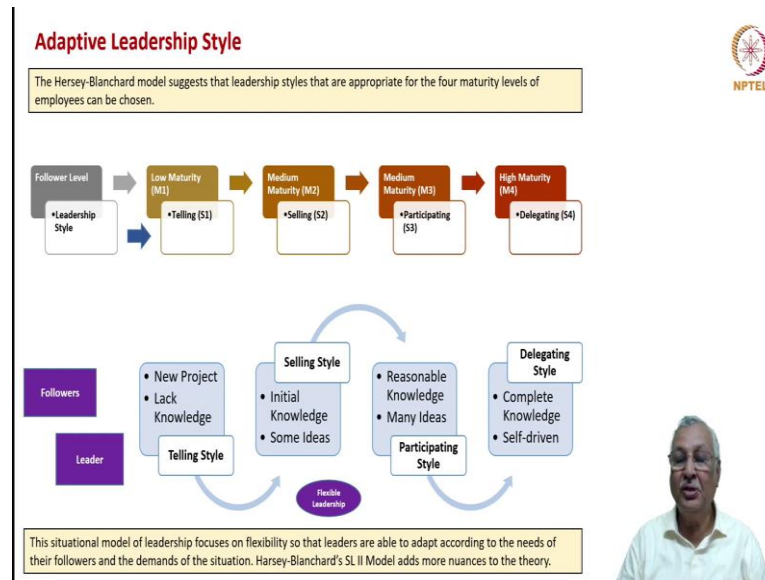 Adaptive Leadership Style
NPTEL
The Hersey-Blanchard model suggests that leadership styles that are appropriate for the four maturity levels of
employees can be chosen.
Follower Level
•Leadership
Style
Low Maturity
(M1)
•Telling (S1)
Medium
Maturity (M2)
•Selling (S2)
Medium
Maturity (M3)
•Participating
(S3)
High Maturity
(M4)
•Delegating (S4)
Followers
Leader
• New Project
• Lack
Knowledge
Telling Style
Selling Style
• Initial
Knowledge
• Some Ideas
• Reasonable
Knowledge
• Many Ideas
Participating
Style
Delegating
Style
• Complete
Knowledge
• Self-driven
Flexible
Leadership
This situational model of leadership focuses on flexibility so that leaders are able to adapt according to the needs of
their followers and the demands of the situation. Harsey-Blanchard's SL II Model adds more nuances to the theory.